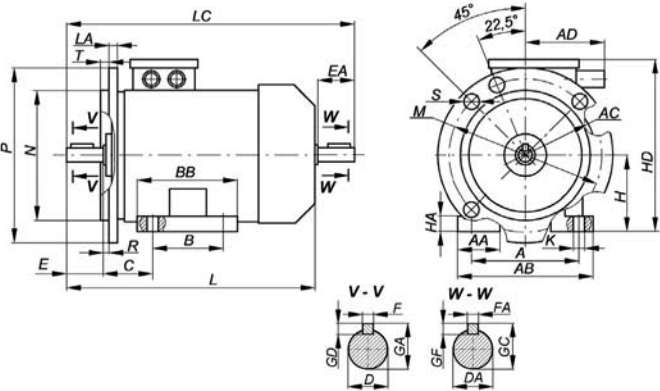 LC
45°
22,5°
AD
LA
T
EA
S
M
AC
V
W
P
N
BB
HD
H
V
W
HA
R
B
AA
A
K
E
C
AB
L
V - V
W - W
F
FA
GD
GA
GF
GC
D
DA